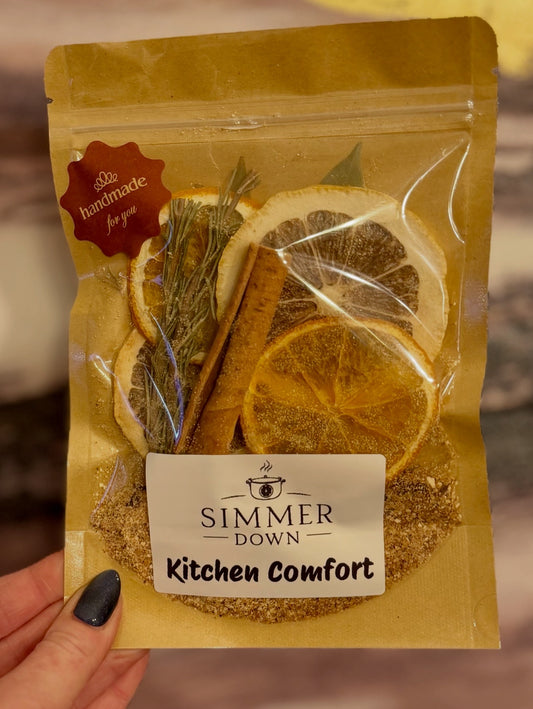 handmade
for you
SIMMER
DOWN
Kitchen Comfort